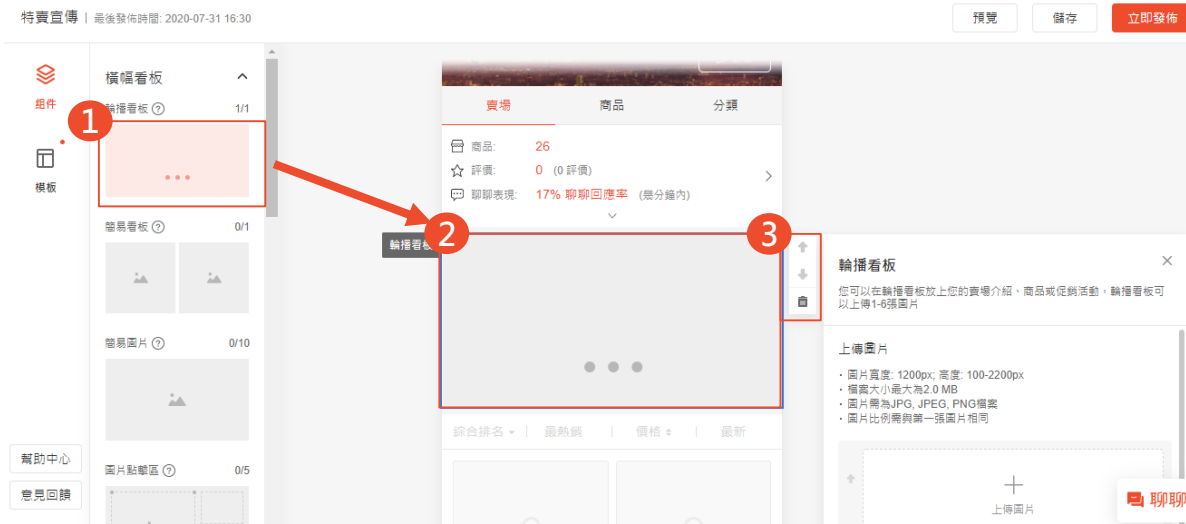 特賣宣傳 | 最後發佈時間: 2020-07-31 16:30
預覽
儲存
立即發佈
組件
模板
幫助中心
意見回饋
橫幅看板
輪播看板 ? 1/1
1
簡易看板 ? 0/1
簡易圖片 ? 0/10
圖片點擊區 ? 0/5
賣場 商品 分類
商品: 26
評價: 0 (0 評價)
聊聊表現: 17% 聊聊回應率 (幾分鐘內)
輪播看板
2
3
綜合排名 | 最熱銷 | 價格 | 最新
輪播看板
您可以在輪播看板放上您的賣場介紹、商品或促銷活動，輪播看板可
以上傳1-6張圖片
上傳圖片
・圖片寬度: 1200px; 高度: 100-2200px
・檔案大小最大為2.0 MB
・圖片需為JPG, JPEG, PNG檔案
・圖片比例需與第一張圖片相同
上傳圖片
聊聊